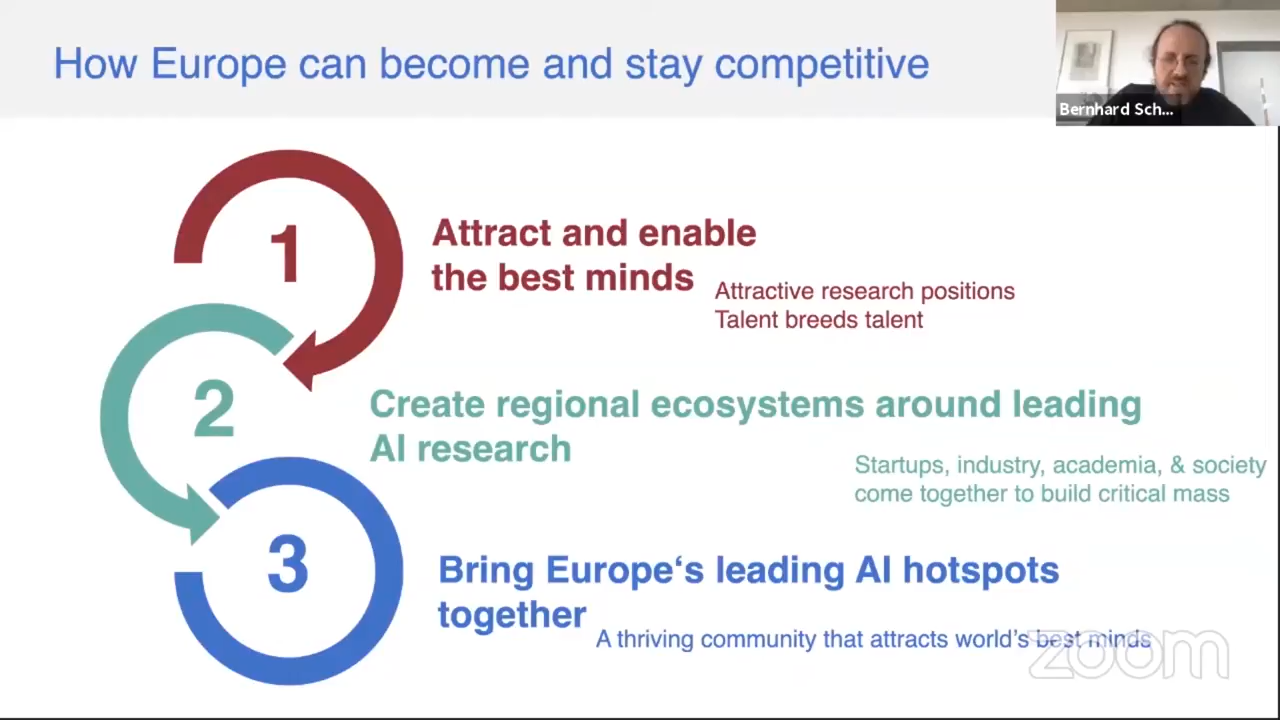 How Europe can become and stay competitive
Bernhard Sch...
1
Attract and enable
the best minds
Attractive research positions
Talent breeds talent
2
Create regional ecosystems around leading
AI research
Startups, industry, academia, & society
come together to build critical mass
3
Bring Europe‘s leading AI hotspots
together
A thriving community that attracts world’s best minds
zoom